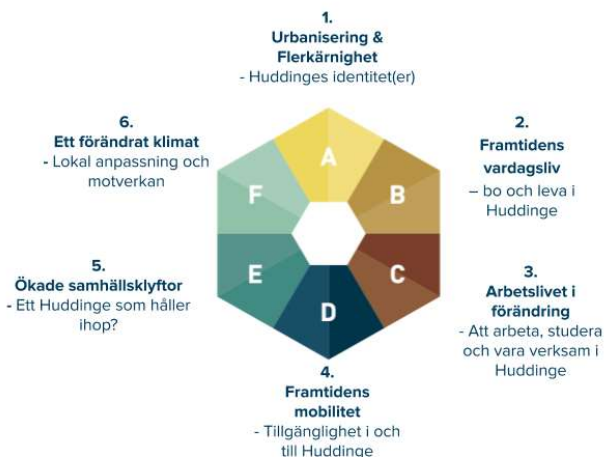 1.
Urbanisering &
Flerkärnighet
- Huddinges identitet(er)
2.
Framtidens
vardagsliv
– bo och leva i
Huddinge
3.
Arbetslivet i
förändring
- Att arbeta, studera
och vara verksam i
Huddinge
4.
Framtidens
mobilitet
- Tillgänglighet i och
till Huddinge
5.
Ökade samhällsklyftor
- Ett Huddinge som håller
ihop?
6.
Ett förändrat klimat
- Lokal anpassning och
motverkan
A
B
C
D
E
F